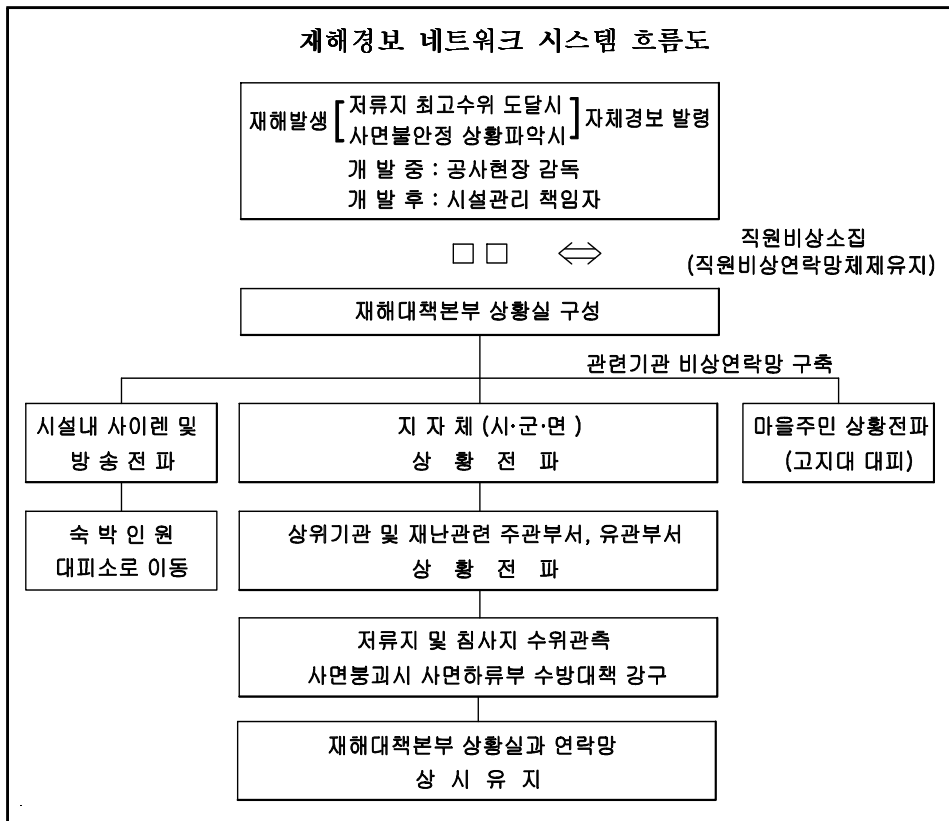 재해경보 네트워크 시스템 흐름도
재해발생 [ 저류지 최고수위 도달시 사면불안정 상황파악시 ] 자체경보 발령
개 발 중 : 공사현장 감독
개 발 후 : 시설관리 책임자
□ □ ⇔
직원비상소집
(직원비상연락망체제유지)
재해대책본부 상황실 구성
관련기관 비상연락망 구축
시설내 사이렌 및
방 송 전 파
지 자 체 (시·군·면 )
상 황 전 파
마을주민 상황전파
(고지대 대피)
숙 박 인 원
대피소로 이동
상위기관 및 재난관련 주관부서, 유관부서
상 황 전 파
저류지 및 침사지 수위관측
사면붕괴시 사면하류부 수방대책 강구
재해대책본부 상황실과 연락망
상 시 유 지